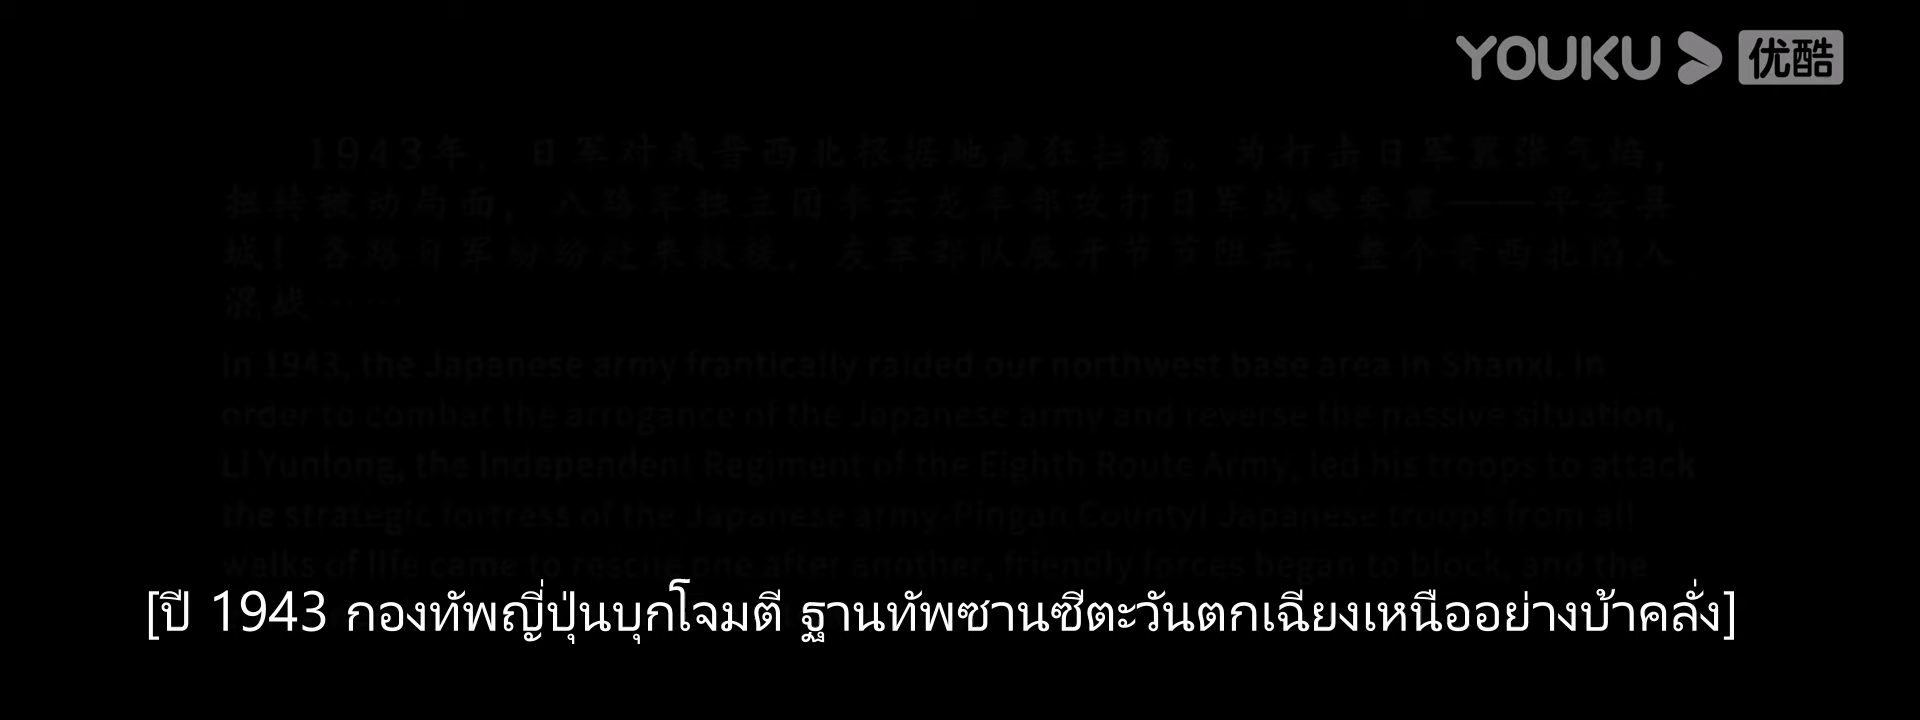 YOUKU 优酷
1943年，日军对我晋西北根据地疯狂扫荡。为打击日军嚣张气焰，
扭转被动局面，八路军独立团李云龙率部攻打日军战略要塞——平安县
城！各路日军纷纷赶来救援，友军部队展开节节阻击，整个晋西北陷入
混战……
In 1943, the Japanese army frantically raided our northwest base area in Shanxi. In
order to combat the arrogance of the Japanese army and reverse the passive situation,
Li Yunlong, the Independent Regiment of the Eighth Route Army, led his troops to attack
the strategic fortress of the Japanese army-Pingan County! Japanese troops from all
walks of life came to rescue one after another, friendly forces began to block, and the
[ปี 1943 กองทัพญี่ปุ่นบุกโจมตี ฐานทัพซานซีตะวันตกเฉียงเหนืออย่างบ้าคลั่ง]